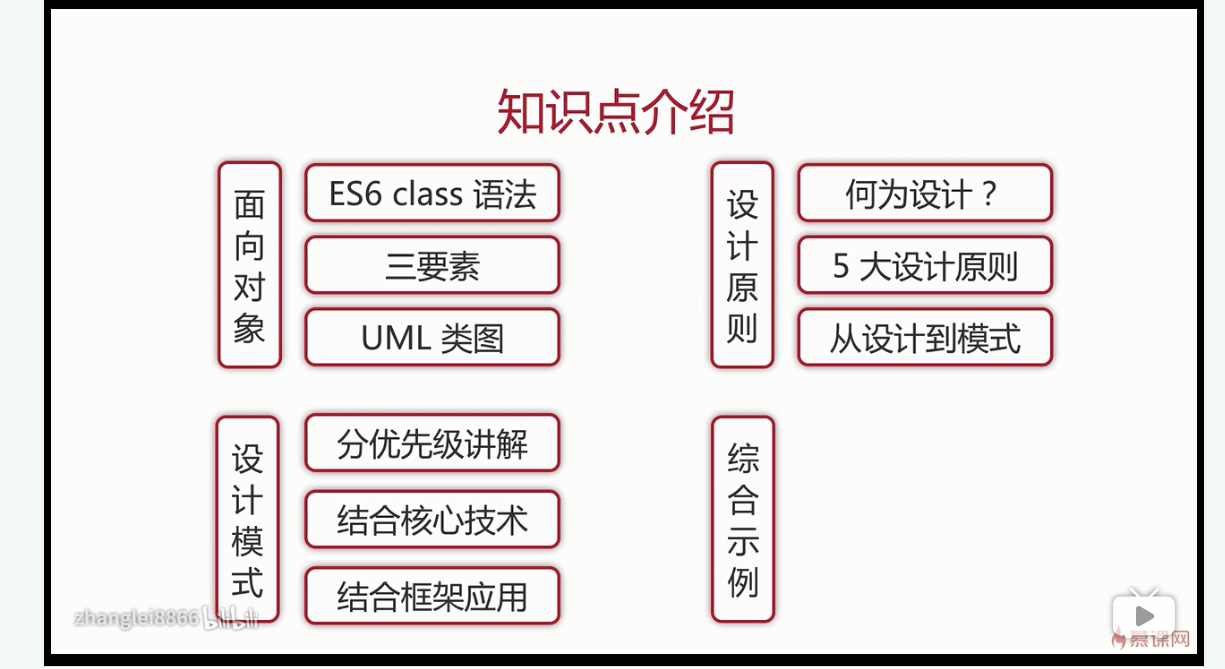 知识点介绍
面向对象
ES6 class 语法
三要素
UML 类图
设计原则
何为设计？
5 大设计原则
从设计到模式
设计模式
分优先级讲解
结合核心技术
结合框架应用
综合示例
zhanglei8866 bilibili
慕课网